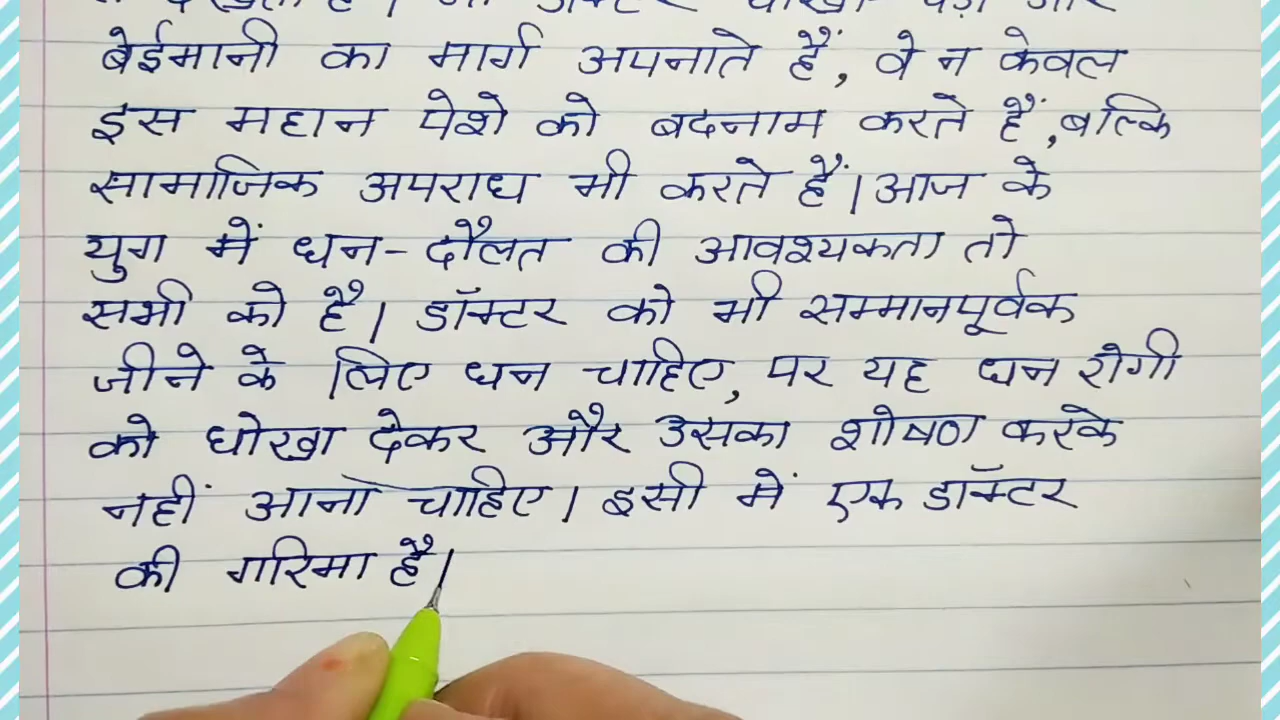 डॉक्टर धोखा
बेईमानी का मार्ग अपनाते हैं, वे न केवल
इस महान पेशे को बदनाम करते हैं, बल्कि
सामाजिक अपराध भी करते हैं। आज के
युग में धन-दौलत की आवश्यकता तो
सभी को है। डॉक्टर को भी सम्मानपूर्वक
जीने के लिए धन चाहिए, पर यह धन रोगी
को धोखा देकर और उसका शोषण करके
नहीं आना चाहिए। इसी में एक डॉक्टर
की गरिमा है।